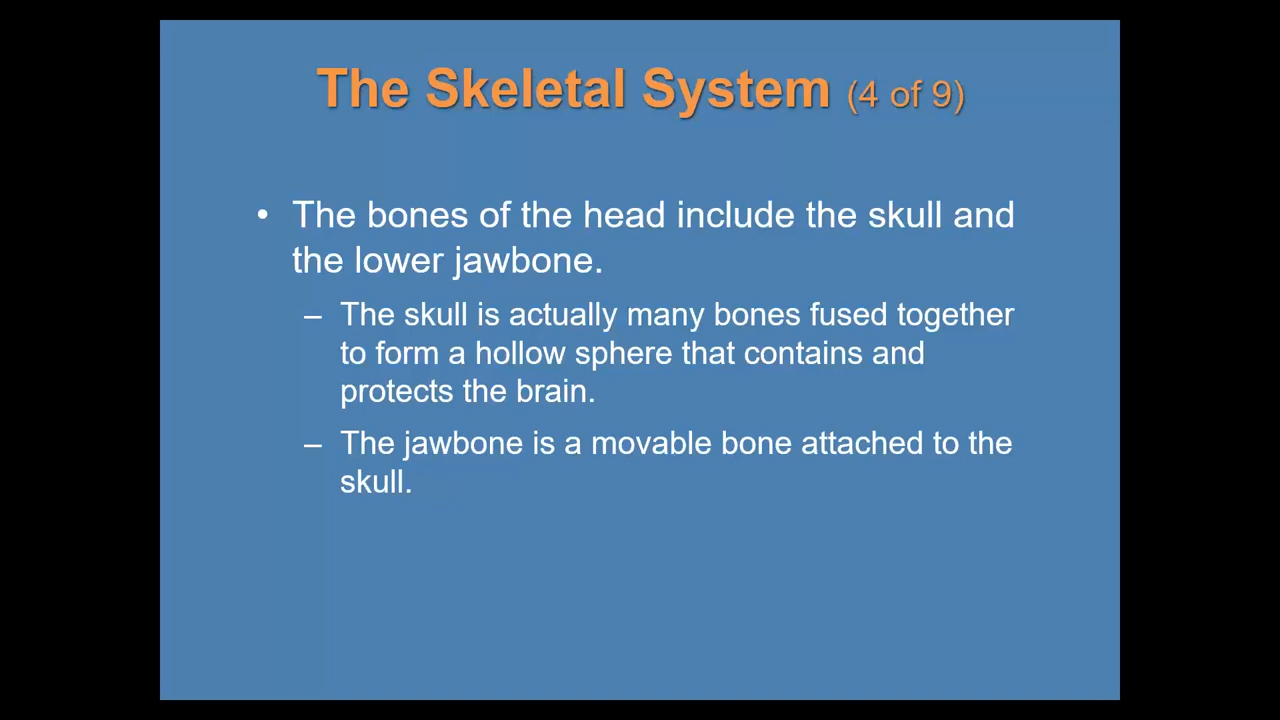 The Skeletal System (4 of 9)
• The bones of the head include the skull and
the lower jawbone.
– The skull is actually many bones fused together
to form a hollow sphere that contains and
protects the brain.
– The jawbone is a movable bone attached to the
skull.